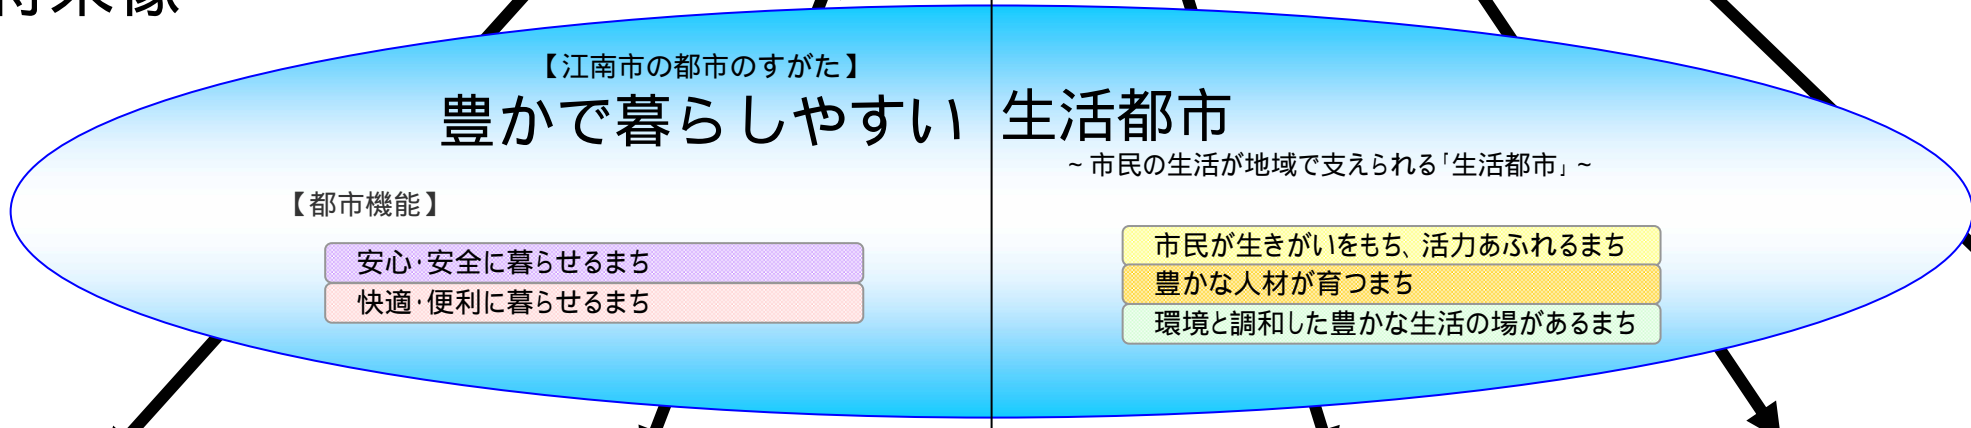 将来像
【江南市の都市のすがた】
豊かで暮らしやすい 生活都市
~市民の生活が地域で支えられる「生活都市」~
【都市機能】
安心・安全に暮らせるまち
快適・便利に暮らせるまち
市民が生きがいをもち、活力あふれるまち
豊かな人材が育つまち
環境と調和した豊かな生活の場があるまち